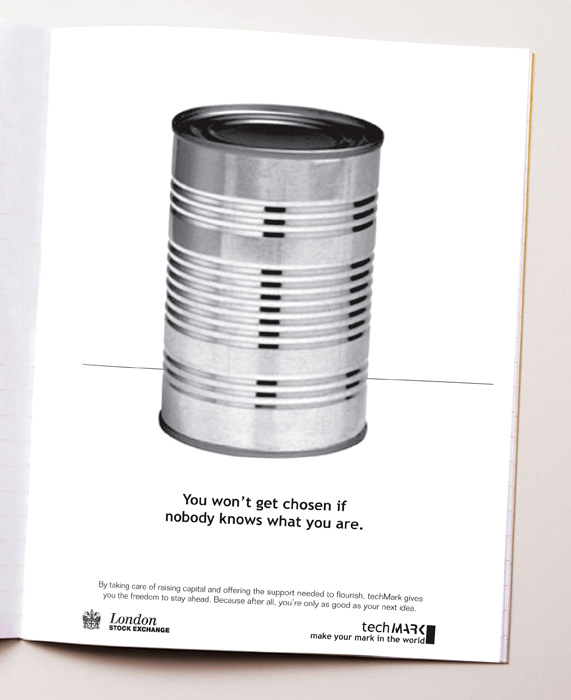 You won't get chosen if
nobody knows what you are.
By taking care of raising capital and offering the support needed to flourish, techMark gives
you the freedom to stay ahead. Because after all, you're only as good as your next idea.
London
STOCK EXCHANGE
techMARK
make your mark in the world